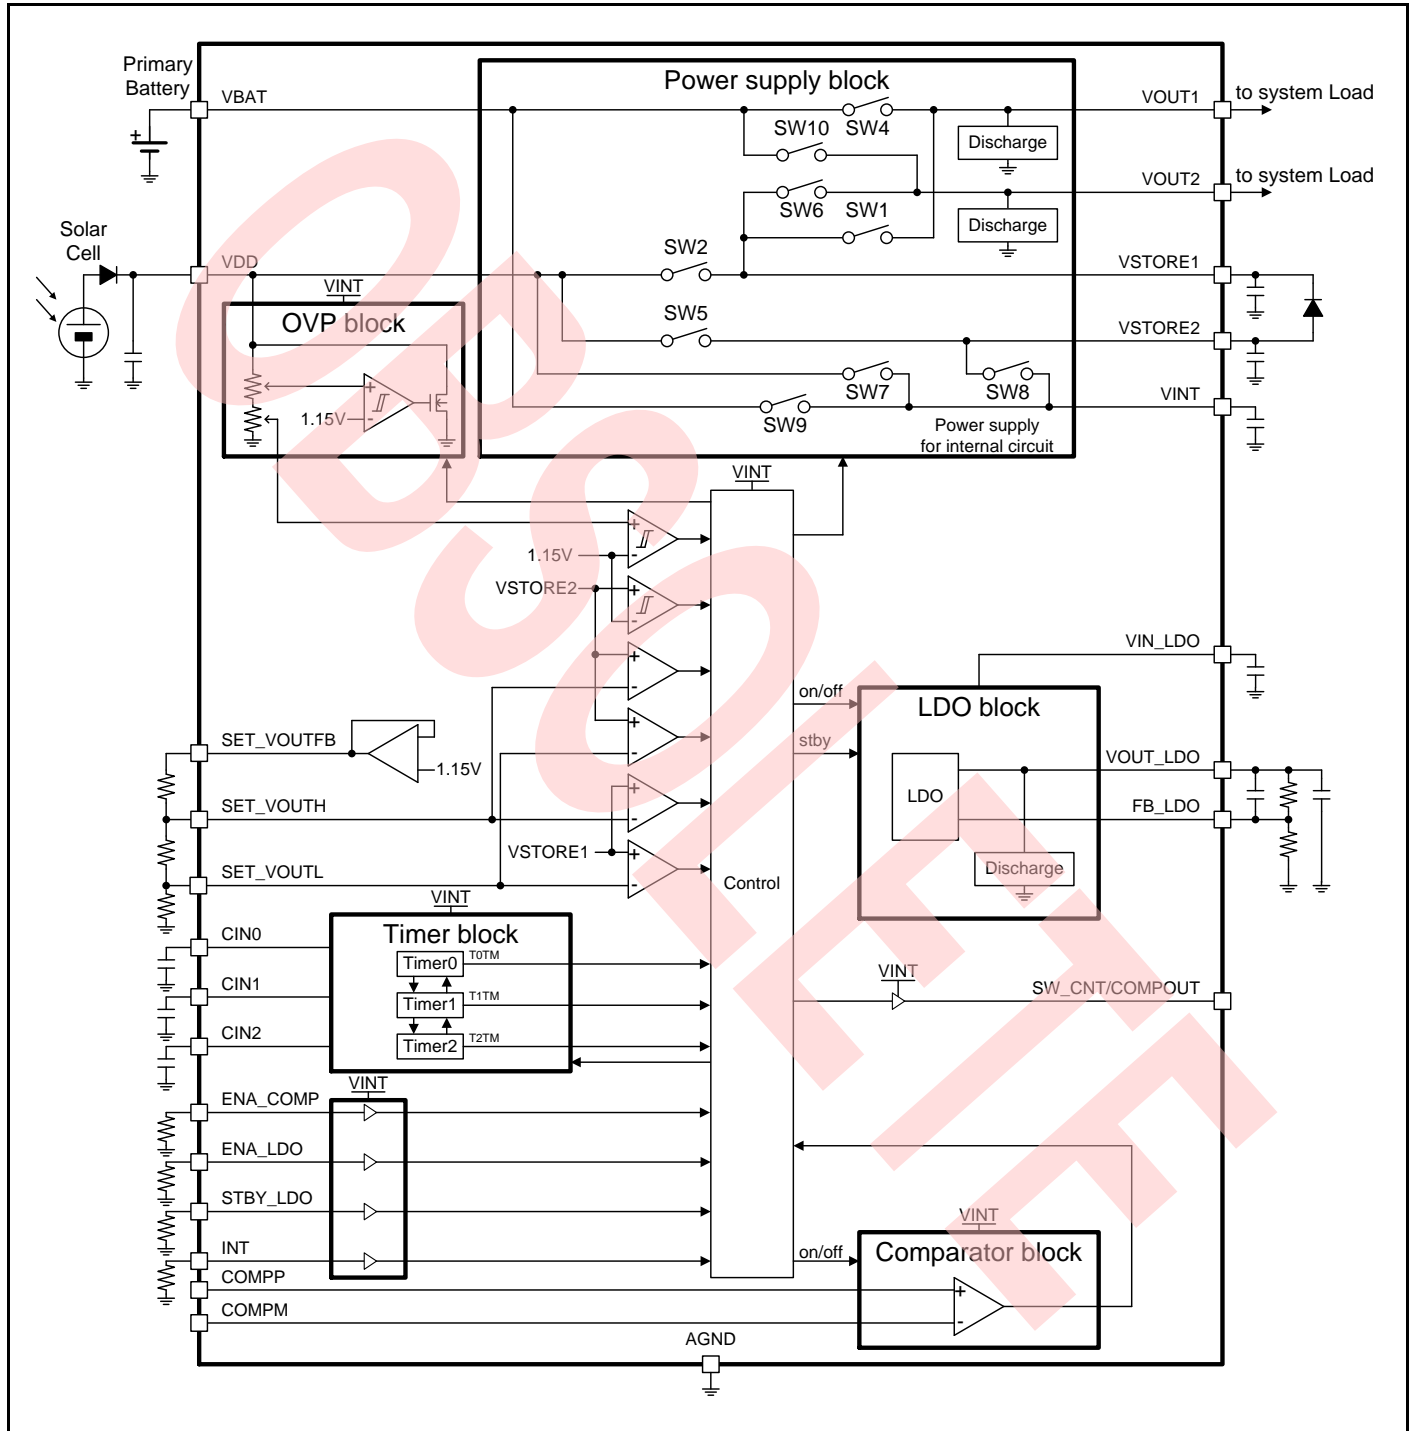 Primary
Battery
VBAT
Power supply block
VOUT1
to system Load
SW10
SW4
Discharge
VOUT2
to system Load
SW6
SW1
Discharge
Solar
Cell
VDD
SW2
VSTORE1
VINT
OVP block
SW5
VSTORE2
+
-
1.15V
SW7
SW8
VINT
SW9
Power supply
for internal circuit
VINT
+
-
1.15V
VSTORE2
+
-
+
-
+
-
VIN_LDO
on/off
LDO block
stby
SET_VOUTFB
1.15V
VOUT_LDO
LDO
SET_VOUTH
+
-
FB_LDO
VSTORE1
+
-
Discharge
SET_VOUTL
Control
VINT
Timer block
CIN0
Timer0
T0TM
CIN1
Timer1
T1TM
VINT
SW_CNT/COMPOUT
CIN2
Timer2
T2TM
VINT
ENA_COMP
ENA_LDO
STBY_LDO
VINT
INT
on/off
Comparator block
COMPP
+
COMPM
-
AGND
OBSOLETE